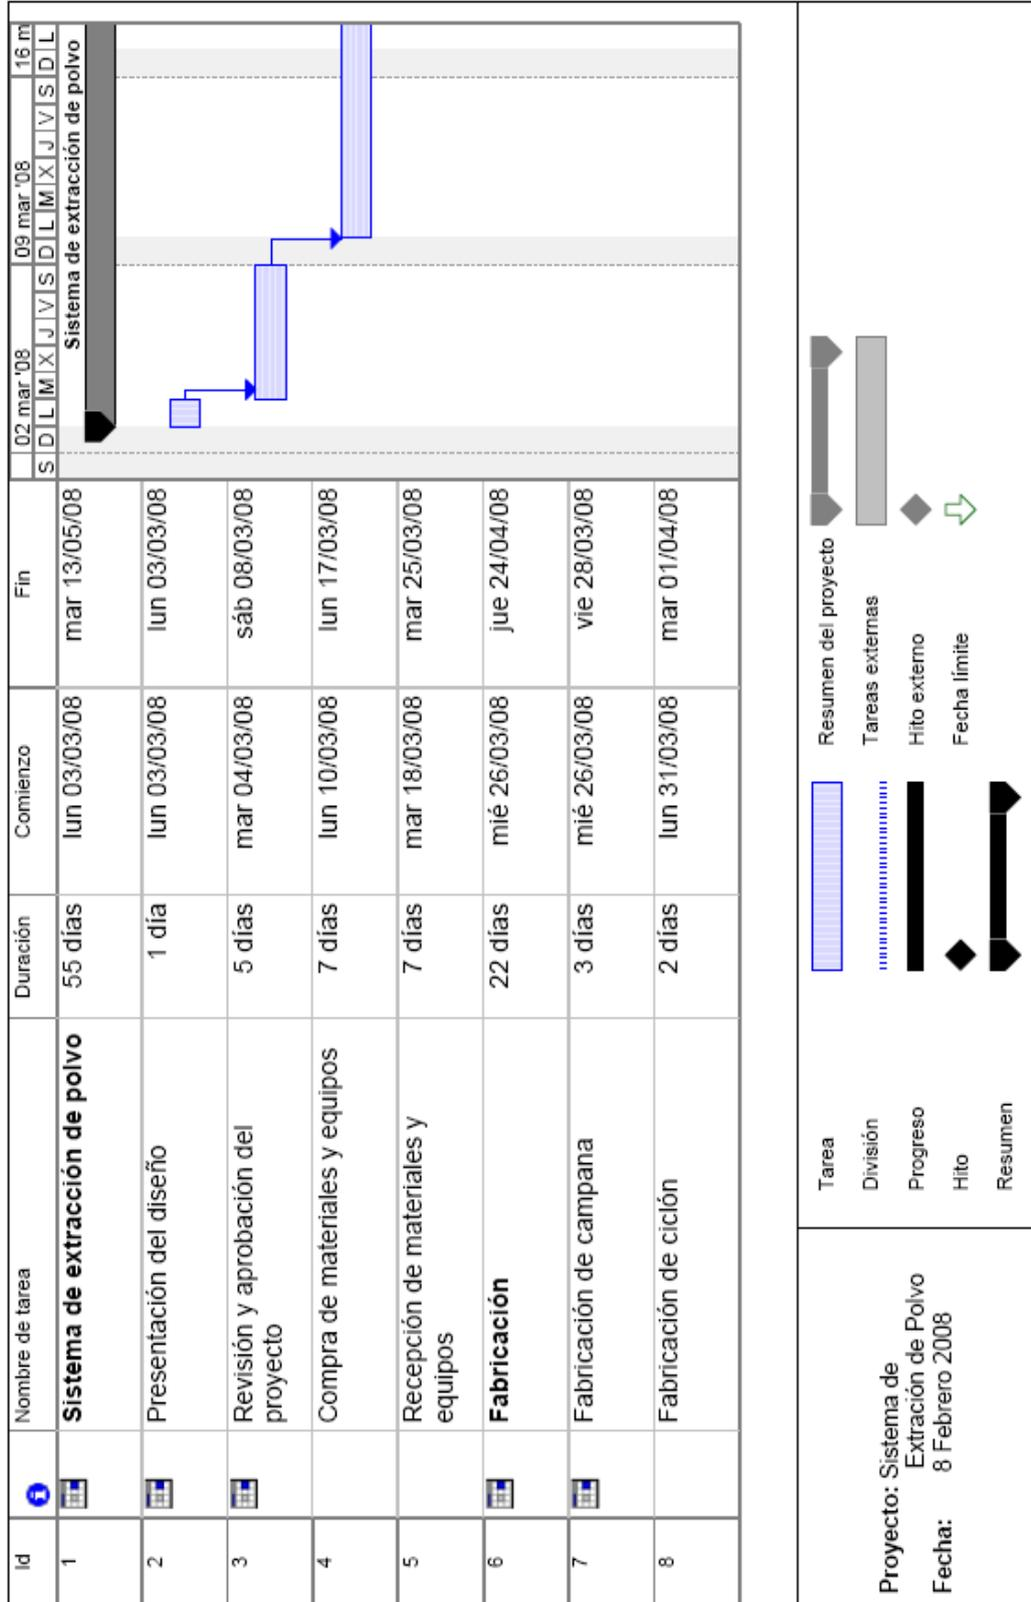 Id Nombre de tarea Duración Comienzo Fin 02 mar '08 09 mar '08 16 m
S D L M X J V S D L M X J V S D L
1 Sistema de extracción de polvo 55 días lun 03/03/08 mar 13/05/08 Sistema de extracción de polvo
2 Presentación del diseño 1 día lun 03/03/08 lun 03/03/08
3 Revisión y aprobación del 5 días mar 04/03/08 sáb 08/03/08
proyecto
4 Compra de materiales y equipos 7 días lun 10/03/08 lun 17/03/08
5 Recepción de materiales y 7 días mar 18/03/08 mar 25/03/08
equipos
6 Fabricación 22 días mié 26/03/08 jue 24/04/08
7 Fabricación de campana 3 días mié 26/03/08 vie 28/03/08
8 Fabricación de ciclón 2 días lun 31/03/08 mar 01/04/08
Proyecto: Sistema de
Extración de Polvo
Fecha: 8 Febrero 2008
Tarea
División
Progreso
Hito
Resumen
Resumen del proyecto
Tareas externas
Hito externo
Fecha límite